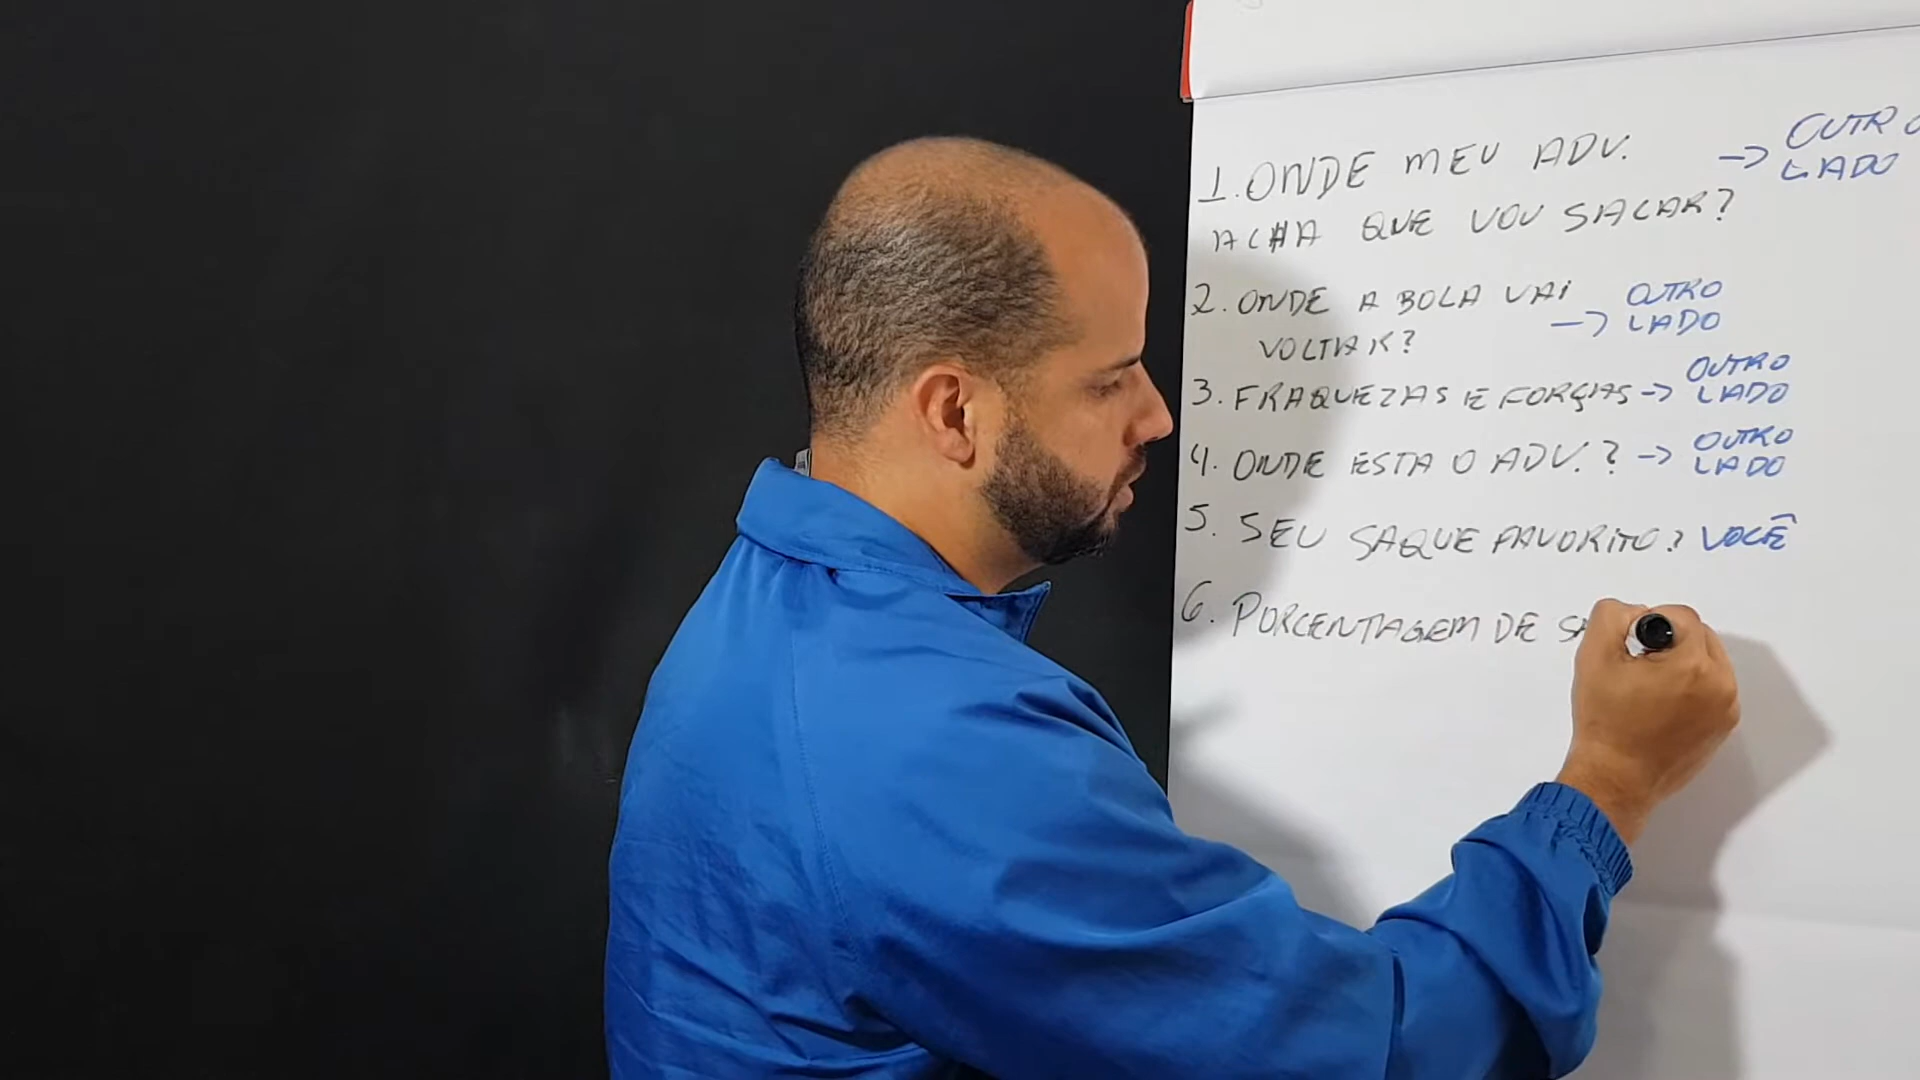 1. ONDE MEU ADV. → OUTRO
LADO
ACHA QUE VOU SACAR?
2. ONDE A BOLA VAI → OUTRO
LADO
VOLTAR?
3. FRAQUEZAS E FORÇAS → OUTRO
LADO
4. ONDE ESTA O ADV.? → OUTRO
LADO
5. SEU SAQUE FAVORITO? VOCÊ
6. PORCENTAGEM DE